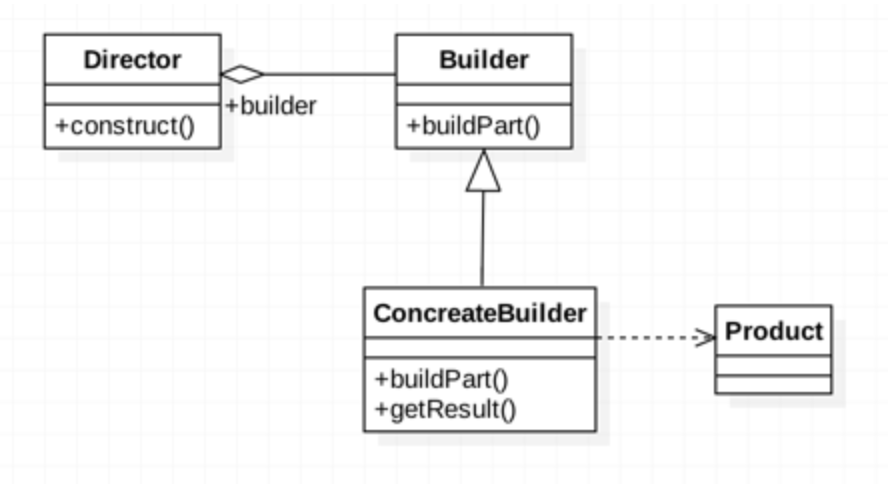 Director
+construct()
+builder
Builder
+buildPart()
ConcreateBuilder
+buildPart()
+getResult()
Product